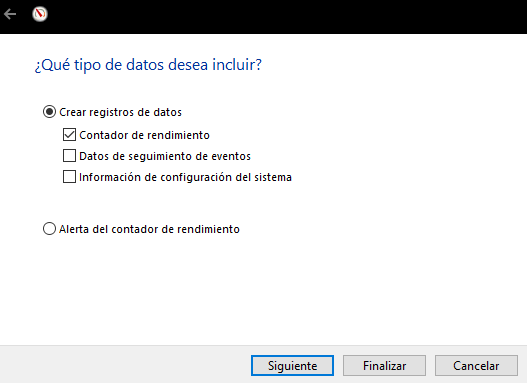 ¿Qué tipo de datos desea incluir?
Crear registros de datos
Contador de rendimiento
Datos de seguimiento de eventos
Información de configuración del sistema
Alerta del contador de rendimiento
Siguiente
Finalizar
Cancelar